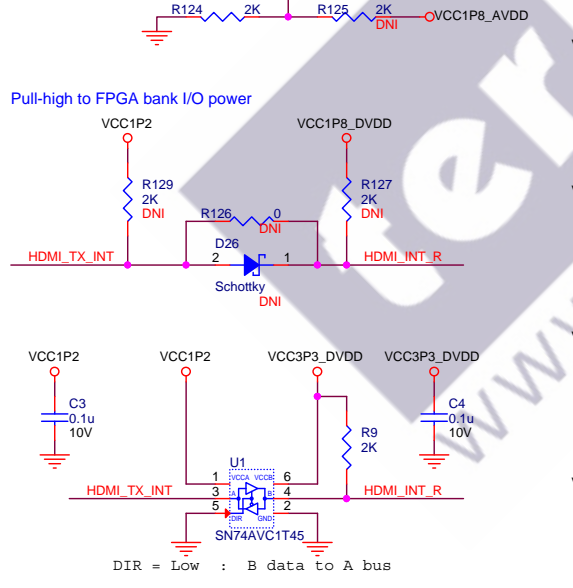 R124 2K R125 2K
DNI VCC1P8_AVDD
Pull-high to FPGA bank I/O power
VCC1P2 VCC1P8_DVDD
R129 R127
2K 2K
DNI DNI
R126 0
DNI
D26
HDMI_TX_INT 2 1 HDMI_INT_R
Schottky
DNI
VCC1P2 VCC1P2 VCC3P3_DVDD VCC3P3_DVDD
C3 C4
0.1u 0.1u
10V 10V
R9
2K
U1
1 VCCA VCCB 6
HDMI_TX_INT 3 A B 4 HDMI_INT_R
5 DIR GND 2
SN74AVC1T45
DIR = Low : B data to A bus
ter
www